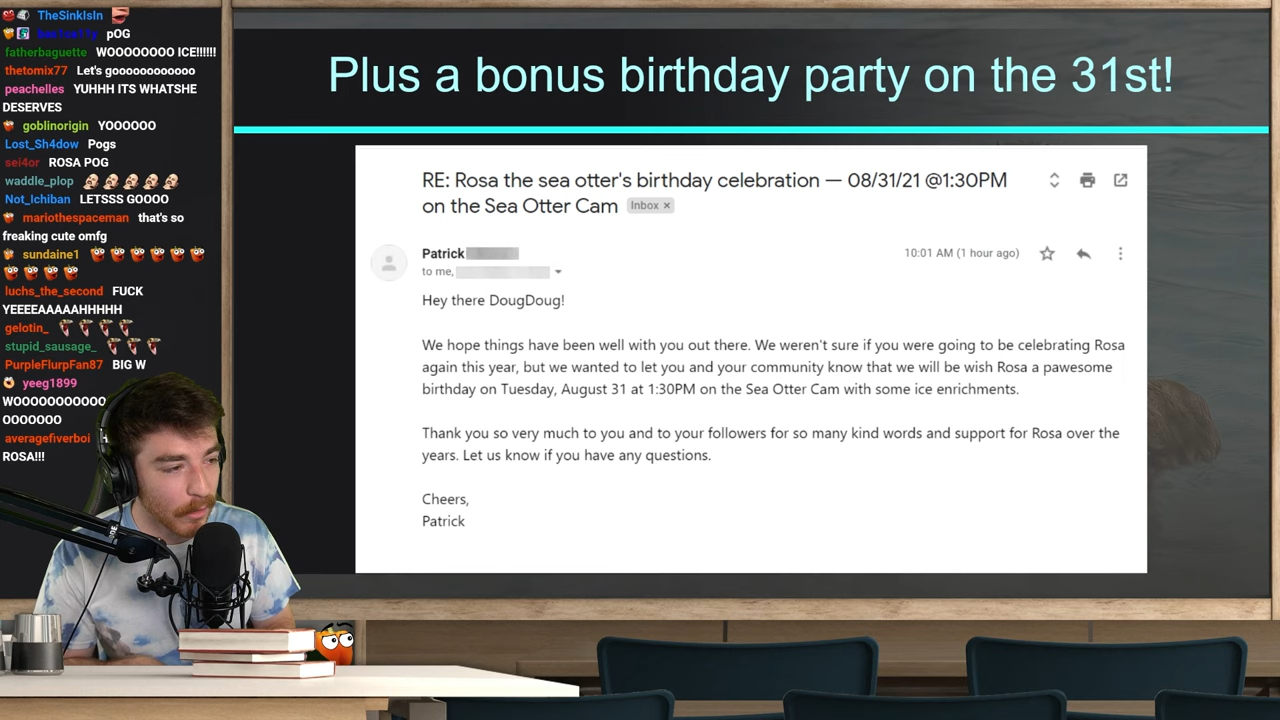 TheSinkIsIn
pOG
fatherbaguette WOOOOOOOO ICE!!!!!!
thetomix77 Let's gooooooooooo
peachelles YUHHH ITS WHATSHE
DESERVES
goblinorigin YOOOOOO
Lost_Sh4dow Pogs
sei4or ROSA POG
waddle_plop
Not_Ichiban LETSSS GOOOO
mariothespaceman that's so
freaking cute omfg
sundaine1
luchs_the_second FUCK
YEEEEAAAAAHHHHH
gelotin_
stupid_sausage_
PurpleFlurpFan87 BIG W
yeeg1899
WOOOOOOOOOOO
OOOOOOO
averagefiverboi
ROSA!!!
Plus a bonus birthday party on the 31st!
RE: Rosa the sea otter's birthday celebration — 08/31/21 @1:30PM
on the Sea Otter Cam Inbox ×
Patrick
10:01 AM (1 hour ago)
to me,
Hey there DougDoug!
We hope things have been well with you out there. We weren't sure if you were going to be celebrating Rosa
again this year, but we wanted to let you and your community know that we will be wish Rosa a pawesome
birthday on Tuesday, August 31 at 1:30PM on the Sea Otter Cam with some ice enrichments.
Thank you so very much to you and to your followers for so many kind words and support for Rosa over the
years. Let us know if you have any questions.
Cheers,
Patrick